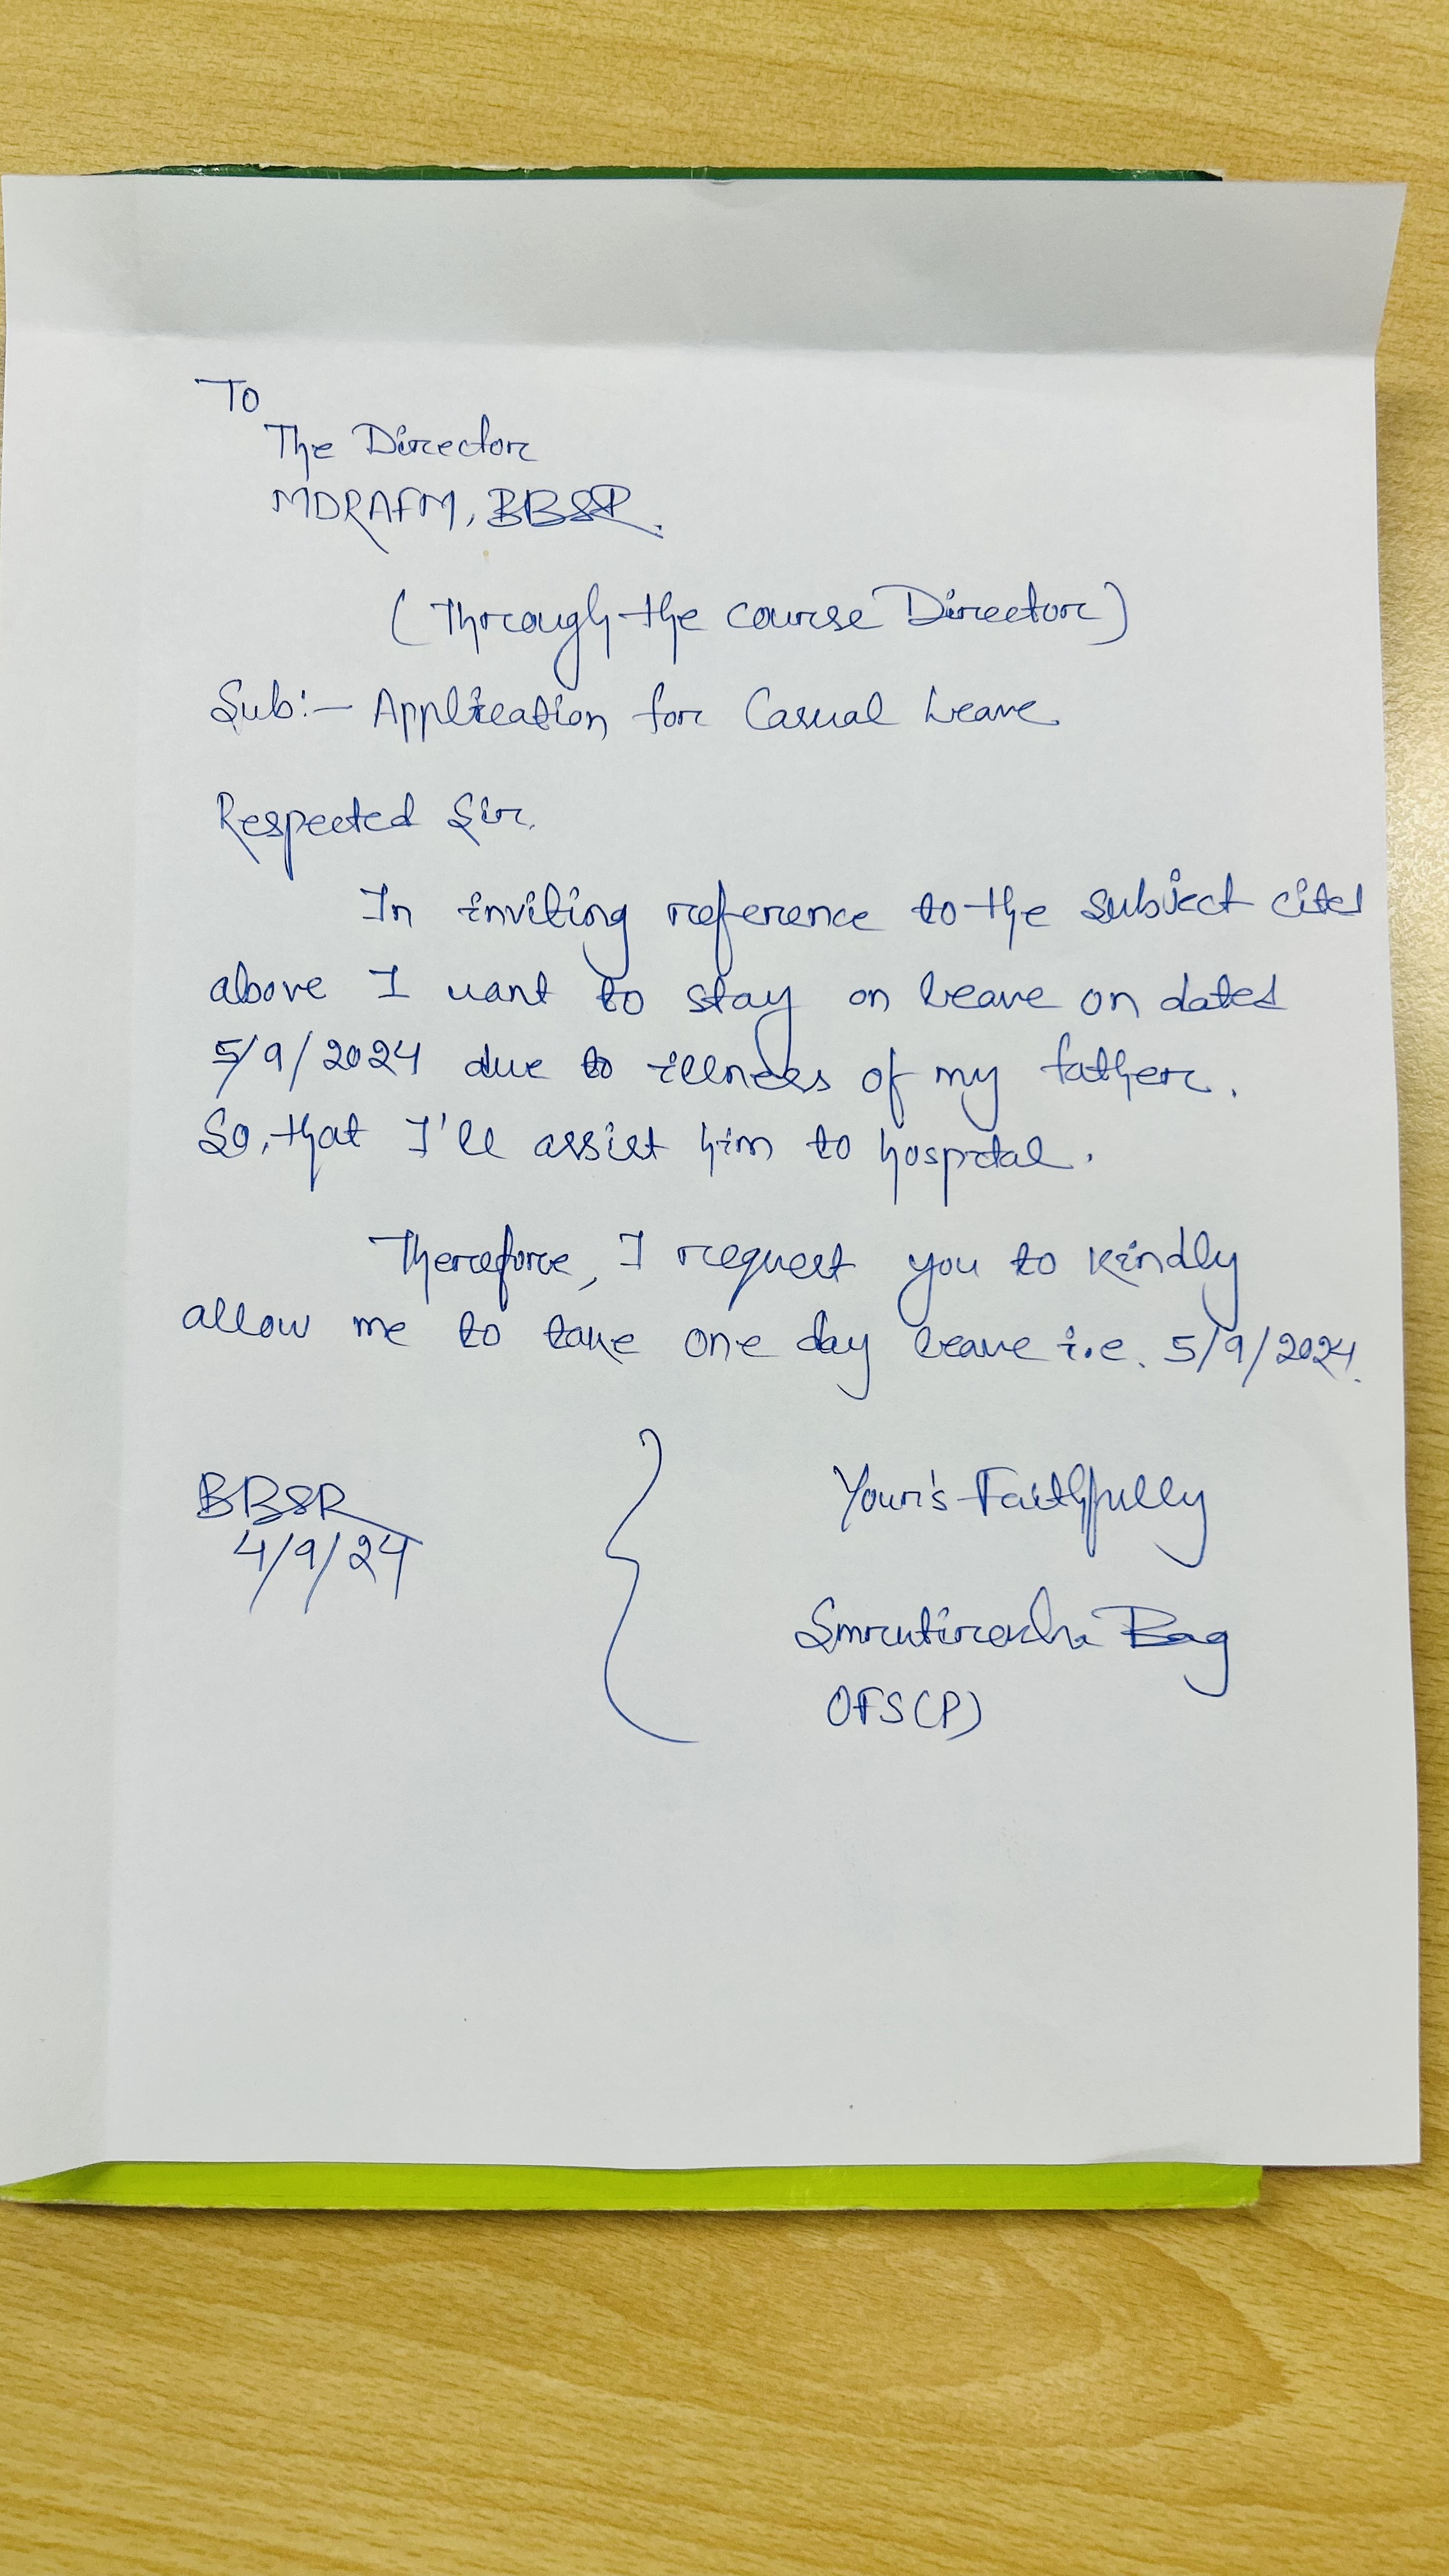 To
The Director
MDRAFM, BBSR.
(Through the course Director)
Sub:- Application for Casual Leave
Respected Sir,
In inviting reference to the subject cited
above I want to stay on leave on dated
5/9/2024 due to illness of my father.
So, that I'll assist him to hospital.
Therefore, I request you to kindly
allow me to take one day leave i.e. 5/9/2024.
BBSR
4/9/24
Your's Faithfully
Smrutirekha Bag
OFS(P)